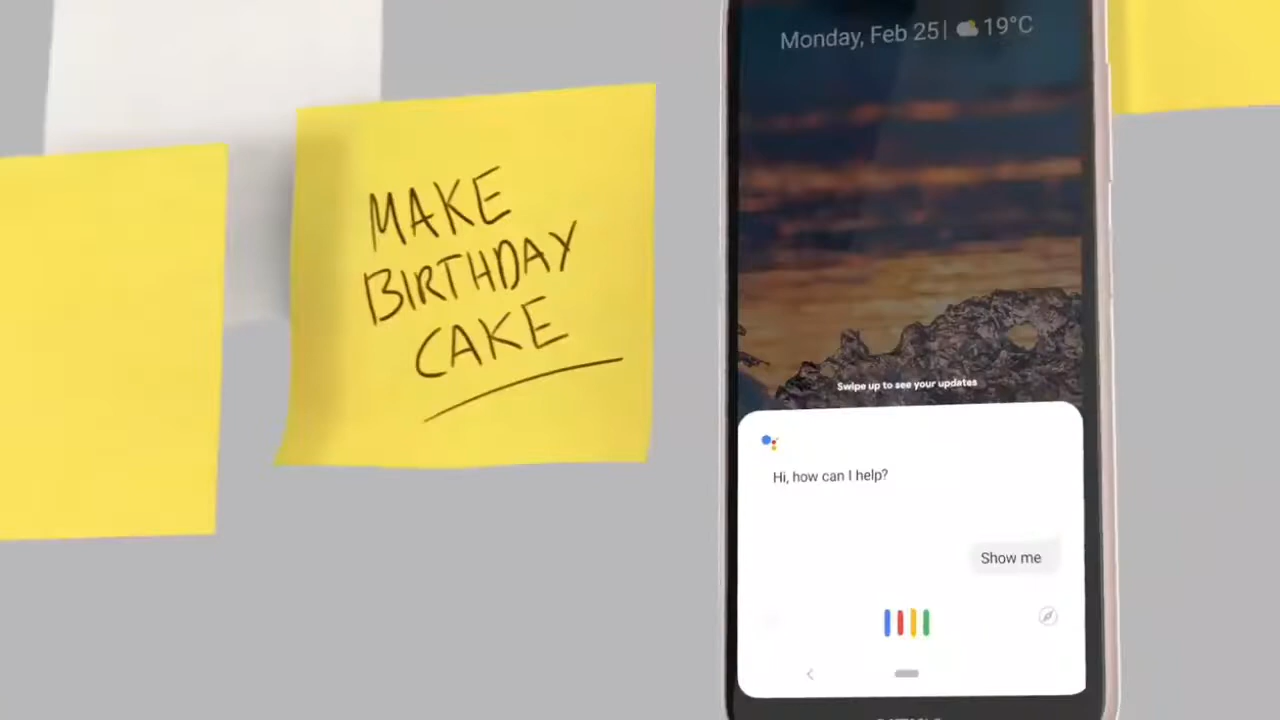 Monday, Feb 25| 19°C
MAKE
BIRTHDAY
CAKE
Swipe up to see your updates
Hi, how can I help?
Show me